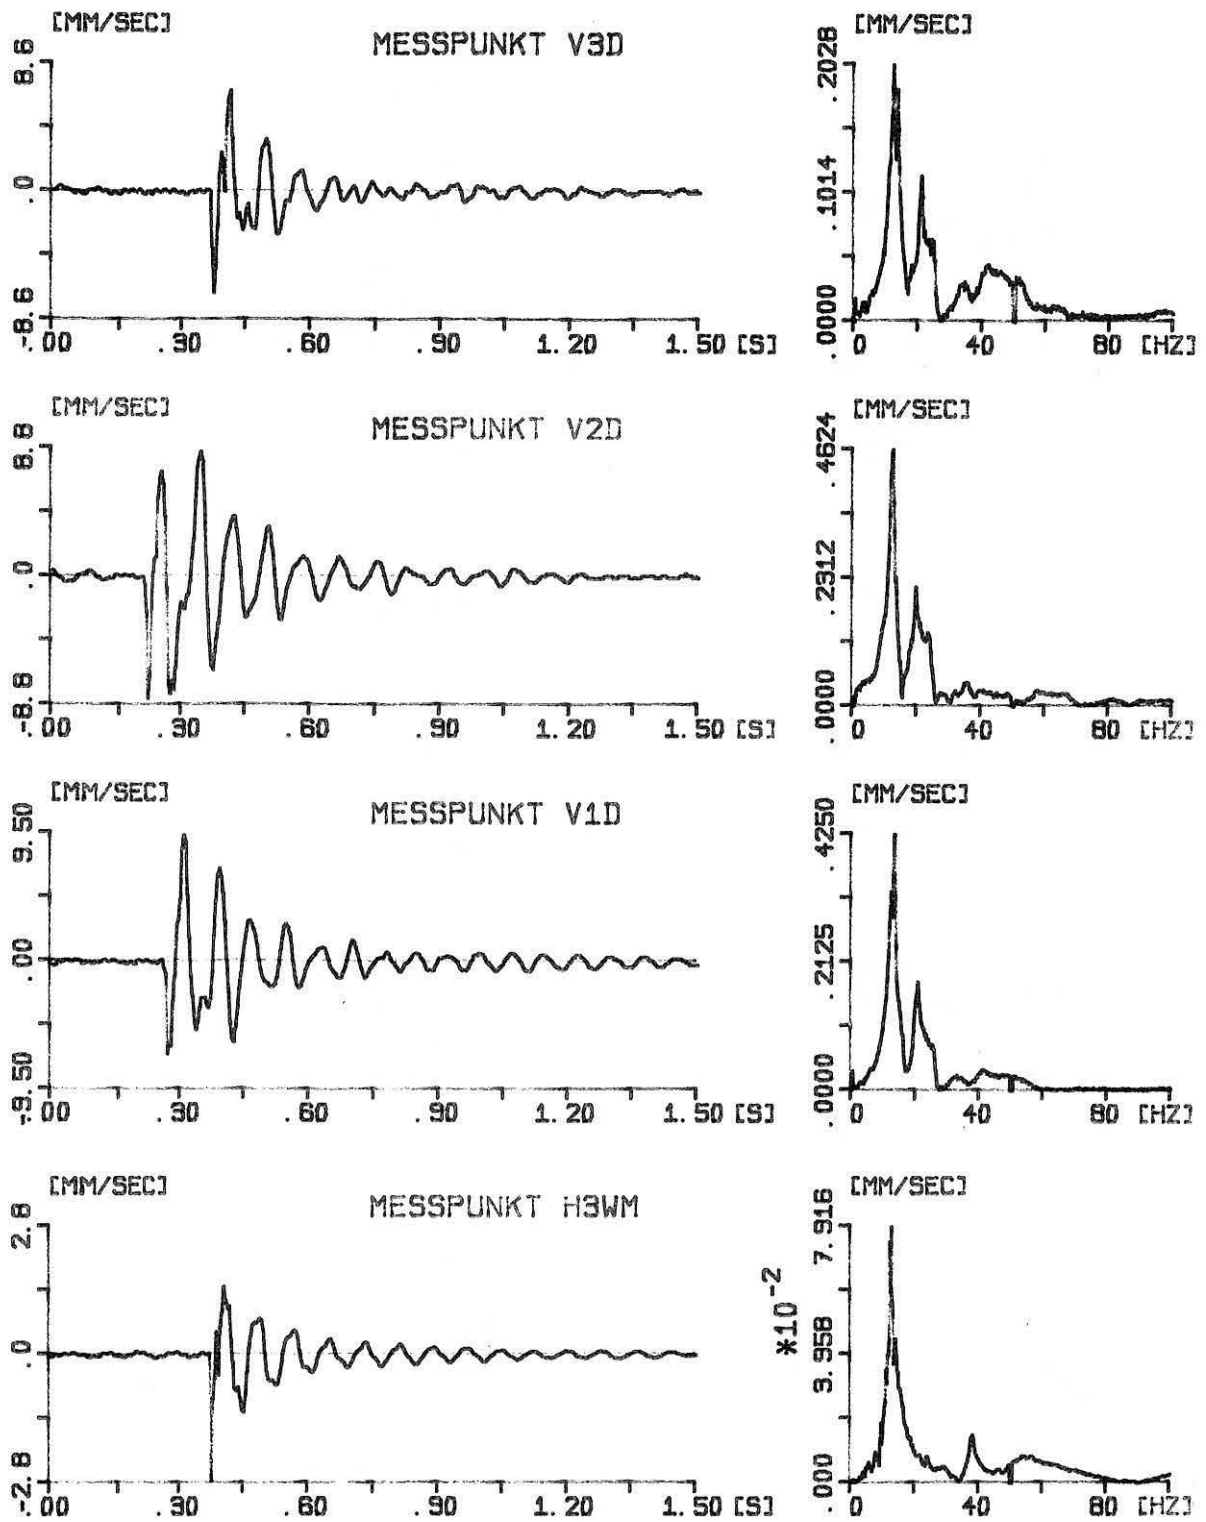 [MM/SEC]
MESSPUNKT V3D
8.6
.0
-8.6
.00 .30 .60 .90 1.20 1.50 [S]
[MM/SEC]
.2028
.1014
.0000
0 40 80 [HZ]
[MM/SEC]
MESSPUNKT V2D
8.8
.0
-8.8
.00 .30 .60 .90 1.20 1.50 [S]
[MM/SEC]
.4624
.2312
.0000
0 40 80 [HZ]
[MM/SEC]
MESSPUNKT V1D
9.50
.00
-9.50
.00 .30 .60 .90 1.20 1.50 [S]
[MM/SEC]
.4250
.2125
.0000
0 40 80 [HZ]
[MM/SEC]
MESSPUNKT H3WM
2.8
.0
-2.8
.00 .30 .60 .90 1.20 1.50 [S]
[MM/SEC]
*10-2
7.916
3.958
.000
0 40 80 [HZ]